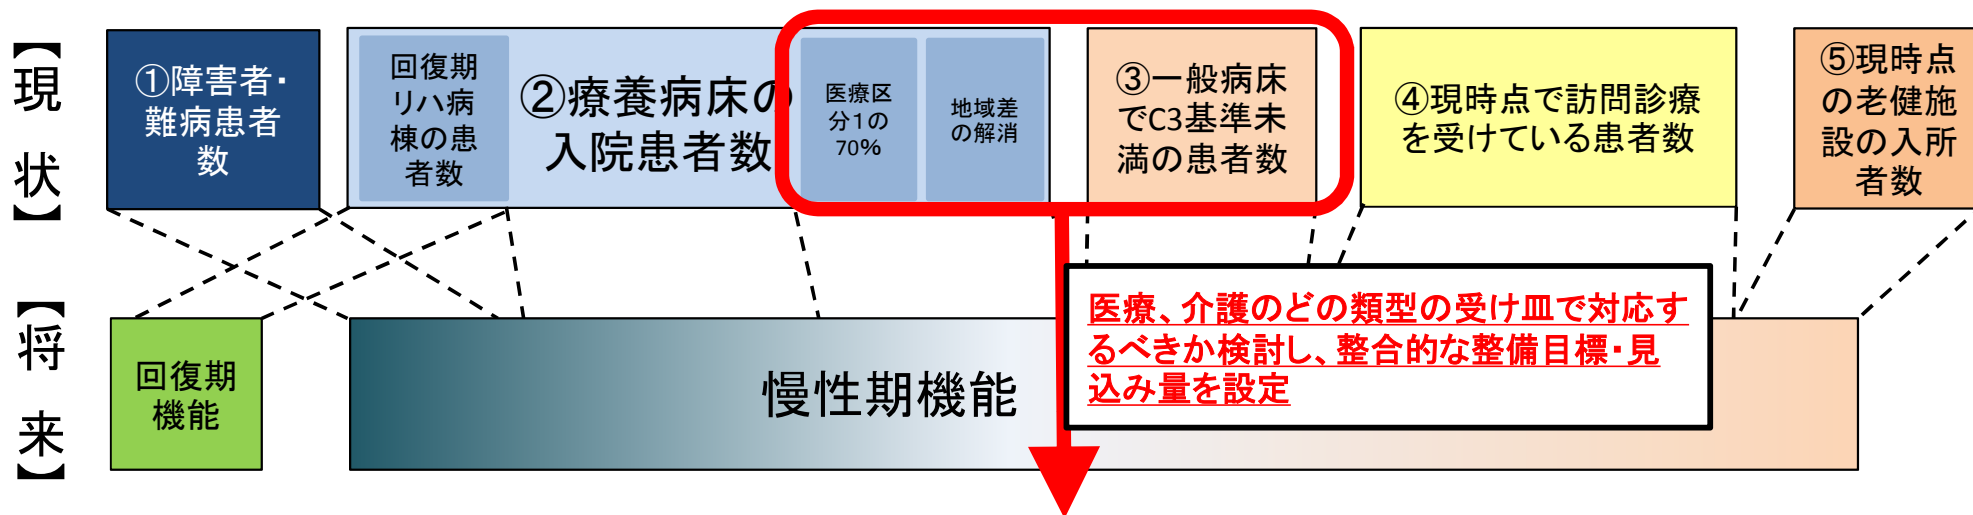 【現状】
①障害者・
難病患者
数
回復期
リハ病
棟の患
者数
②療養病床の
入院患者数
医療区
分1の
70%
地域差
の解消
③一般病床
でC3基準未
満の患者数
④現時点で訪問診療
を受けている患者数
⑤現時点
の老健施
設の入所
者数
【将来】
回復期
機能
慢性期機能
医療、介護のどの類型の受け皿で対応す
るべきか検討し、整合的な整備目標・見
込み量を設定